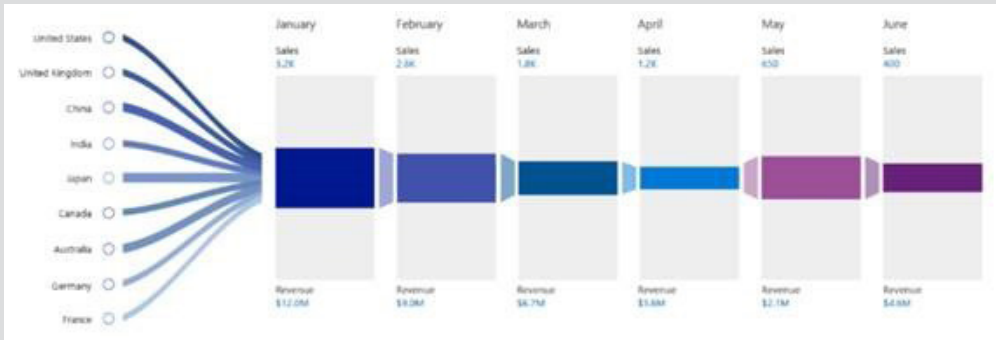 United States
United Kingdom
China
India
Japan
Canada
Australia
Germany
France
January
Sales
3.2K
Revenue
$12.0M
February
Sales
2.6K
Revenue
$9.0M
March
Sales
1.8K
Revenue
$6.7M
April
Sales
1.2K
Revenue
May
Sales
650
Revenue
$2.1M
June
Sales
400
Revenue